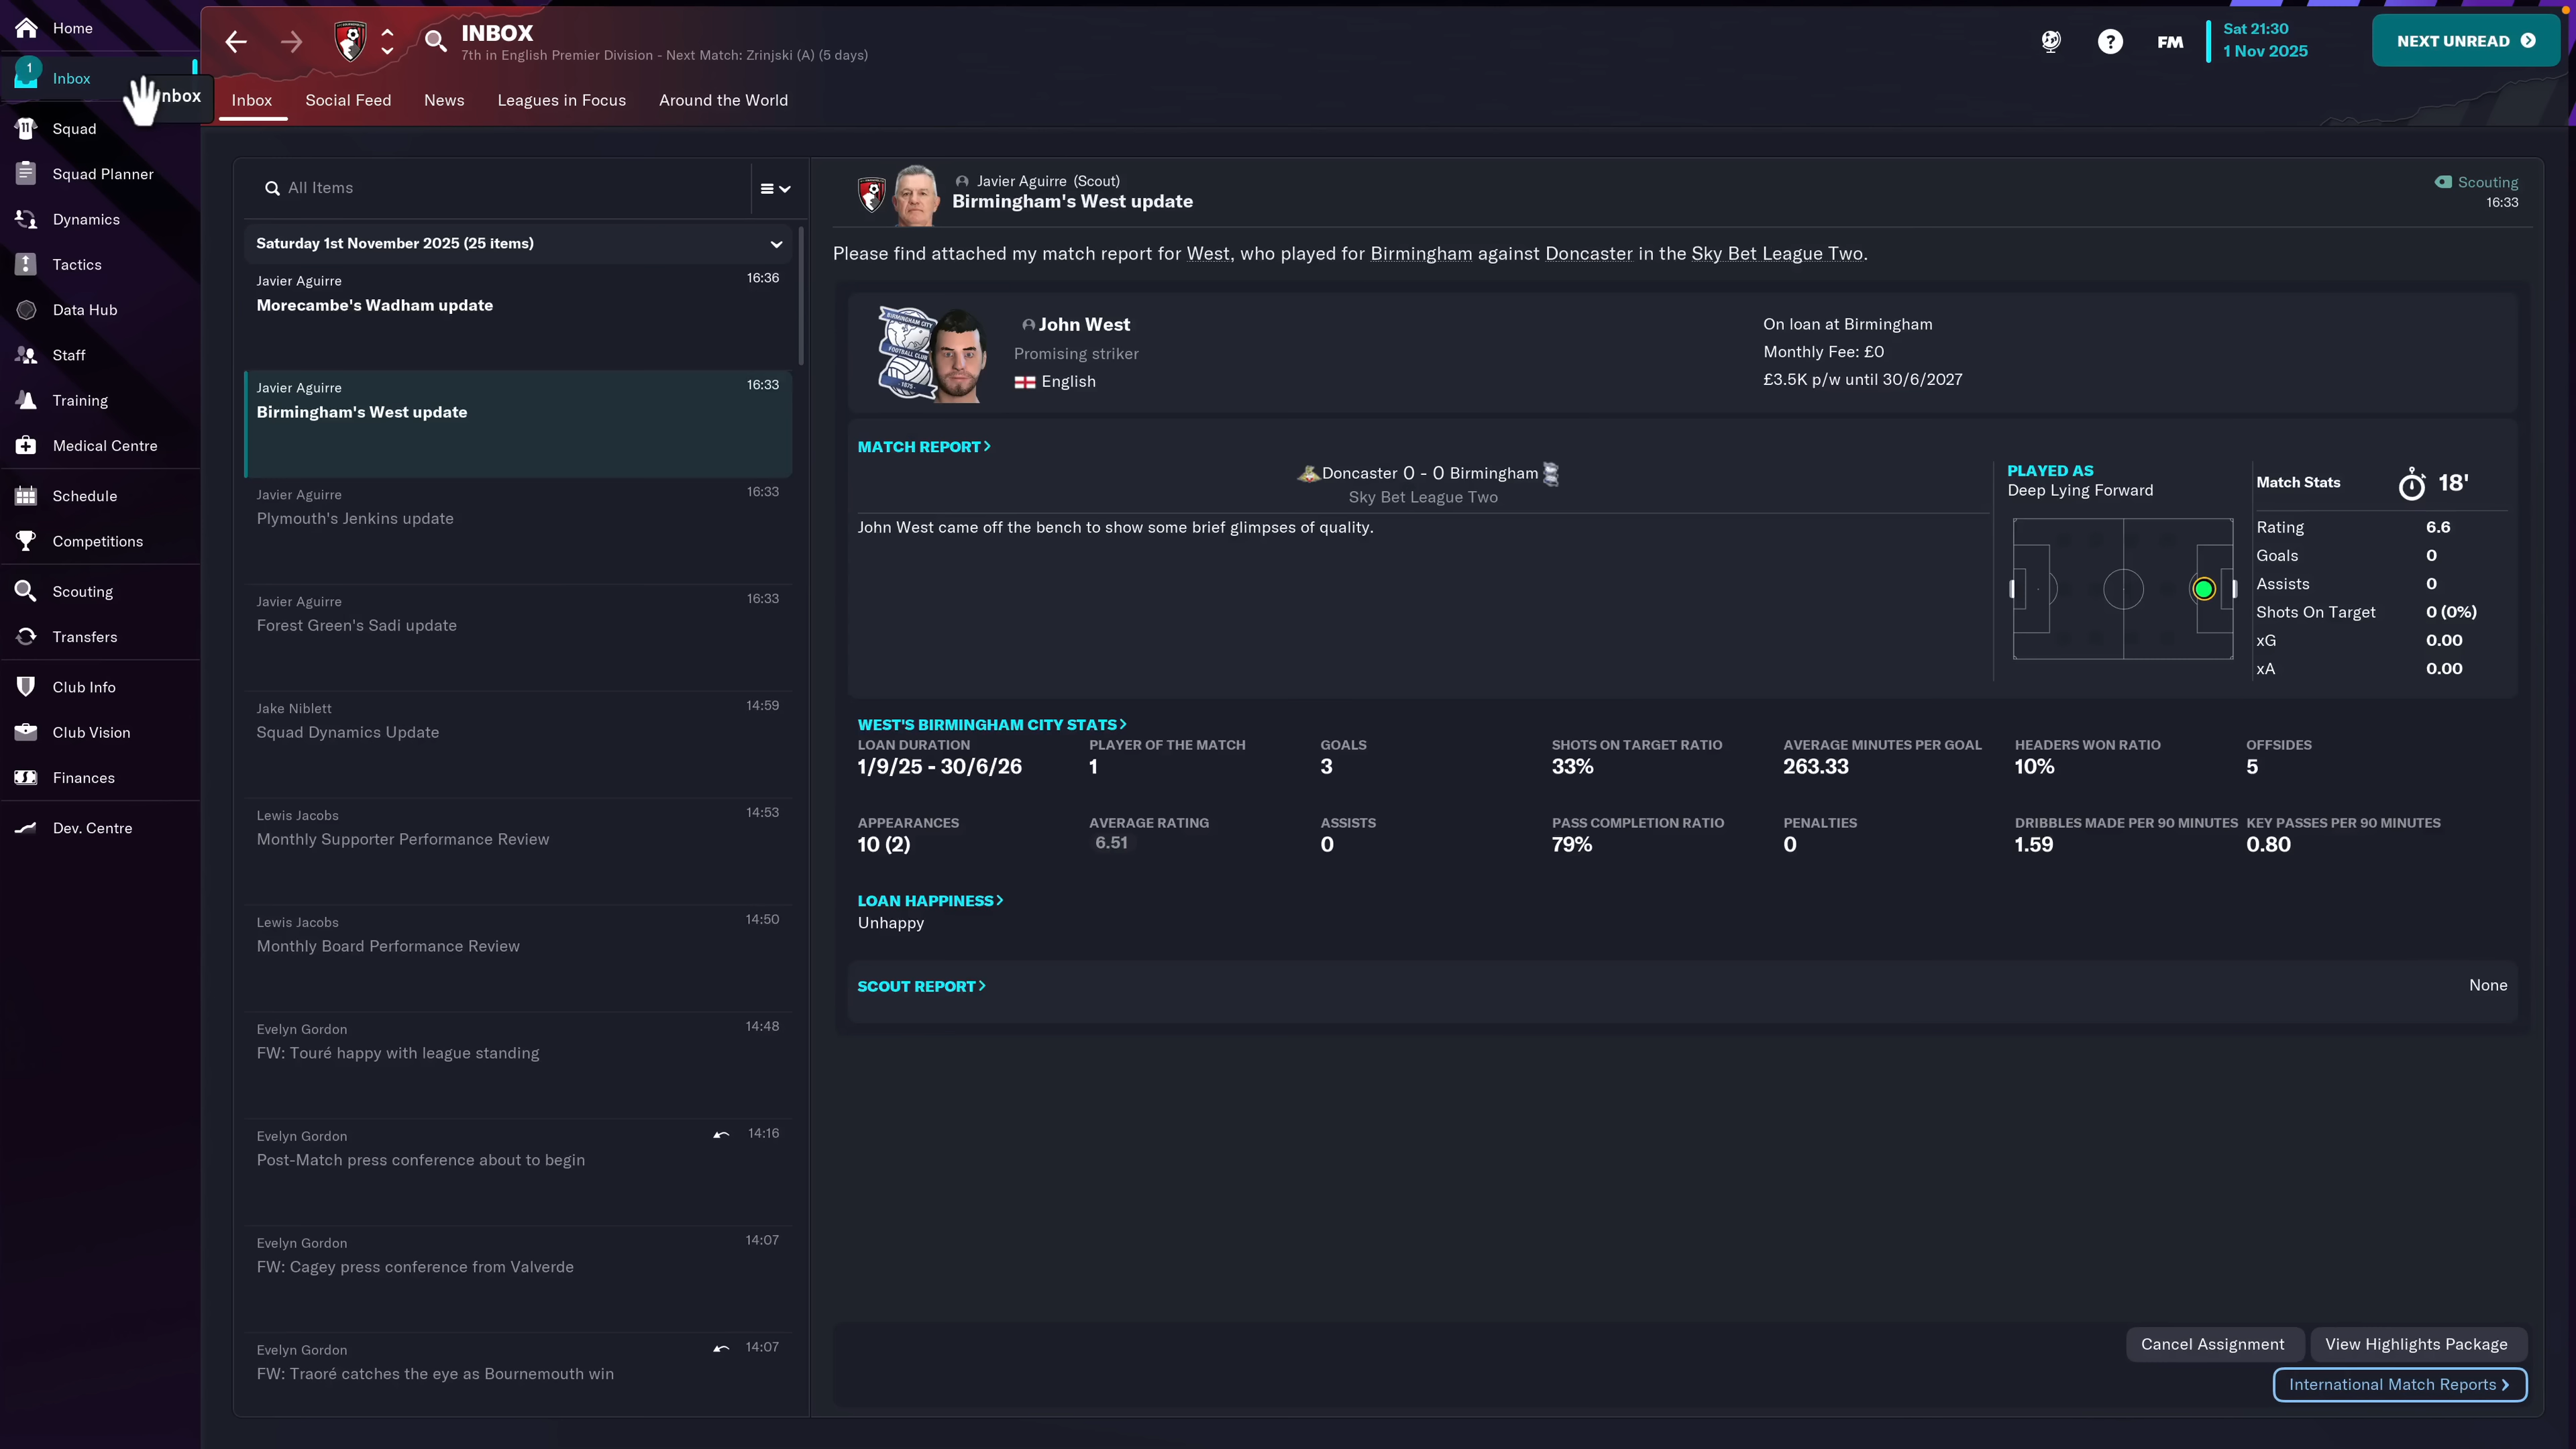 Home
1
Inbox
Inbox
Squad
Squad Planner
Dynamics
Tactics
Data Hub
Staff
Training
Medical Centre
Schedule
Competitions
Scouting
Transfers
Club Info
Club Vision
Finances
Dev. Centre
INBOX
7th in English Premier Division - Next Match: Zrinjski (A) (5 days)
FM
Sat 21:30
1 Nov 2025
NEXT UNREAD
Inbox Social Feed News Leagues in Focus Around the World
All Items
Saturday 1st November 2025 (25 items)
Javier Aguirre 16:36
Morecambe's Wadham update
Javier Aguirre 16:33
Birmingham's West update
Javier Aguirre 16:33
Plymouth's Jenkins update
Javier Aguirre 16:33
Forest Green's Sadi update
Jake Niblett 14:59
Squad Dynamics Update
Lewis Jacobs 14:53
Monthly Supporter Performance Review
Lewis Jacobs 14:50
Monthly Board Performance Review
Evelyn Gordon 14:48
FW: Touré happy with league standing
Evelyn Gordon 14:16
Post-Match press conference about to begin
Evelyn Gordon 14:07
FW: Cagey press conference from Valverde
Evelyn Gordon 14:07
FW: Traoré catches the eye as Bournemouth win
Javier Aguirre (Scout)
Birmingham's West update
Scouting
16:33
Please find attached my match report for West, who played for Birmingham against Doncaster in the Sky Bet League Two.
BIRMINGHAM CITY
FOOTBALL CLUB
1875
John West
Promising striker
English
On loan at Birmingham
Monthly Fee: £0
£3.5K p/w until 30/6/2027
MATCH REPORT
Doncaster 0 - 0 Birmingham
Sky Bet League Two
John West came off the bench to show some brief glimpses of quality.
PLAYED AS
Deep Lying Forward
Match Stats 18'
Rating 6.6
Goals 0
Assists 0
Shots On Target 0 (0%)
xG 0.00
xA 0.00
WEST'S BIRMINGHAM CITY STATS
LOAN DURATION PLAYER OF THE MATCH GOALS SHOTS ON TARGET RATIO AVERAGE MINUTES PER GOAL HEADERS WON RATIO OFFSIDES
1/9/25 - 30/6/26 1 3 33% 263.33 10% 5
APPEARANCES AVERAGE RATING ASSISTS PASS COMPLETION RATIO PENALTIES DRIBBLES MADE PER 90 MINUTES KEY PASSES PER 90 MINUTES
10 (2) 6.51 0 79% 0 1.59 0.80
LOAN HAPPINESS
Unhappy
SCOUT REPORT None
Cancel Assignment View Highlights Package
International Match Reports